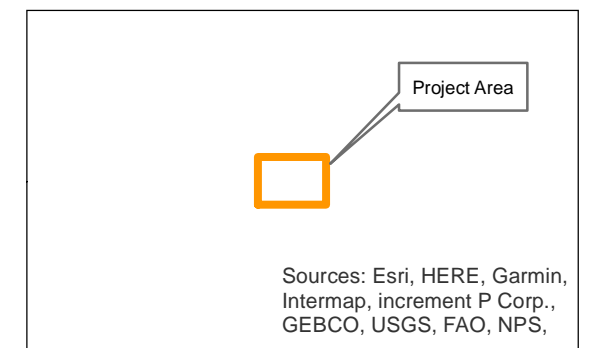 Project Area
Sources: Esri, HERE, Garmin,
Intermap, increment P Corp.,
GEBCO, USGS, FAO, NPS,